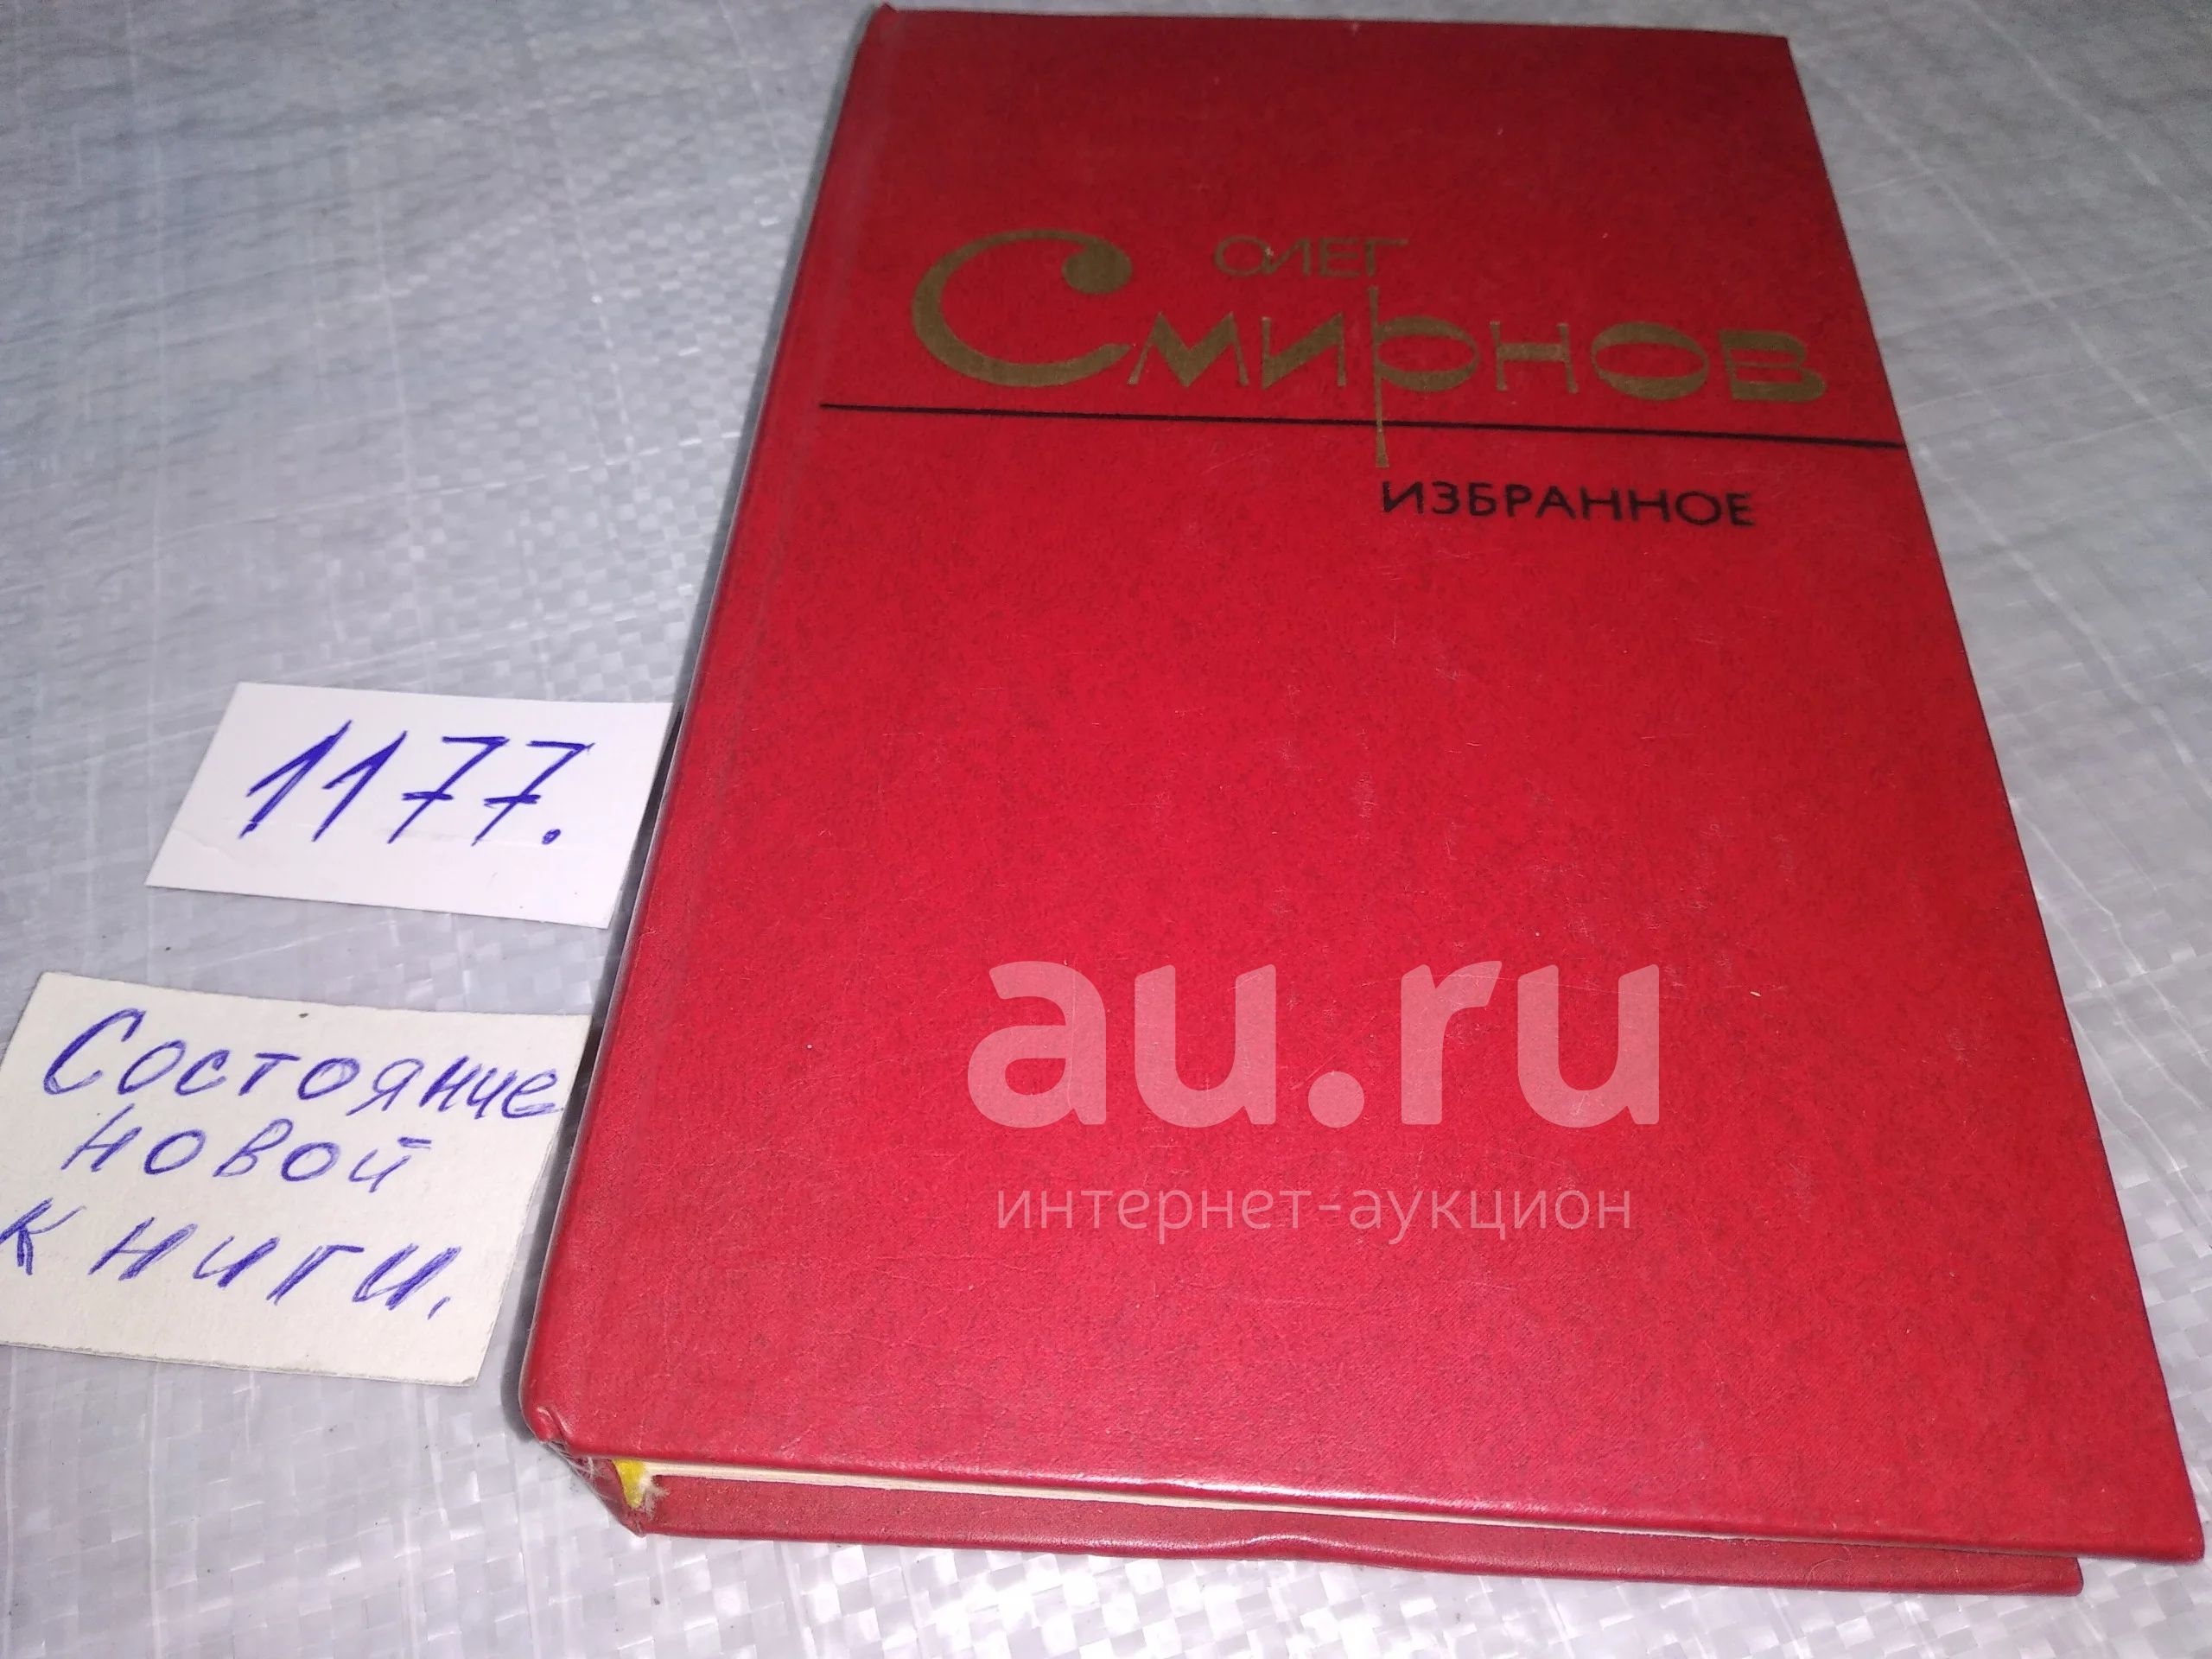 ОЛЕГ
Смирнов
ИЗБРАННОЕ
1177.
Состояние
новой
книги.
au.ru
интернет-аукцион